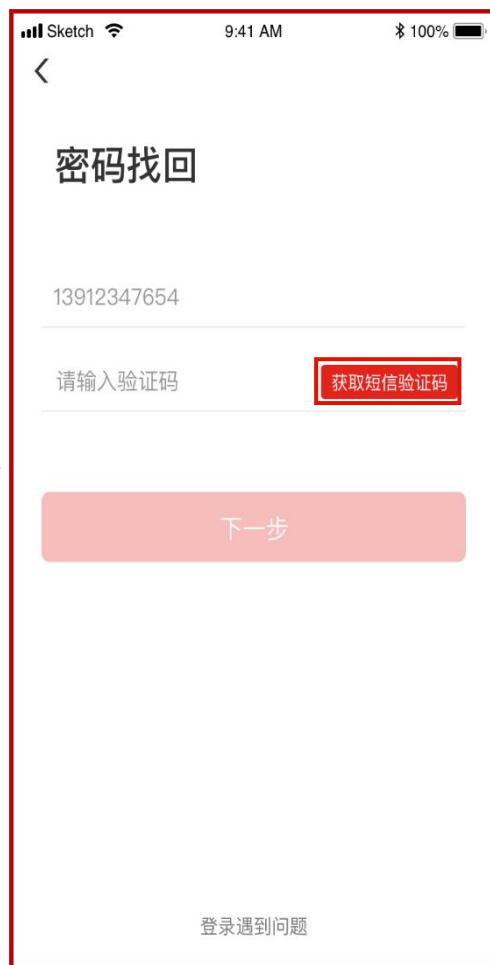 Sketch 9:41 AM 100%
密码找回
13912347654
请输入验证码 获取短信验证码
下一步
登录遇到问题